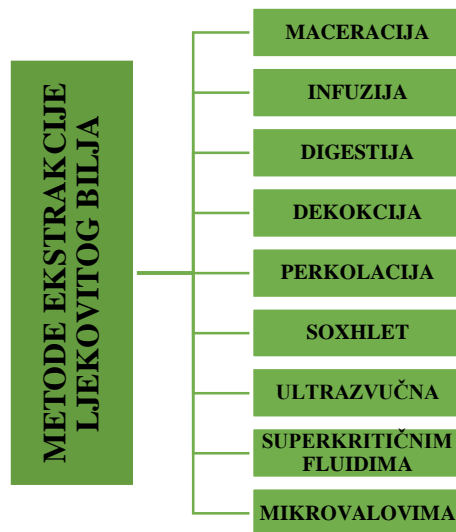 METODE EKSTRAKCIJE
LJEKOVITOG BILJA
MACERACIJA
INFUZIJA
DIGESTIJA
DEKOKCIJA
PERKOLACIJA
SOXHLET
ULTRAZVUČNA
SUPERKRITIČNIM
FLUIDIMA
MIKROVALOVIMA